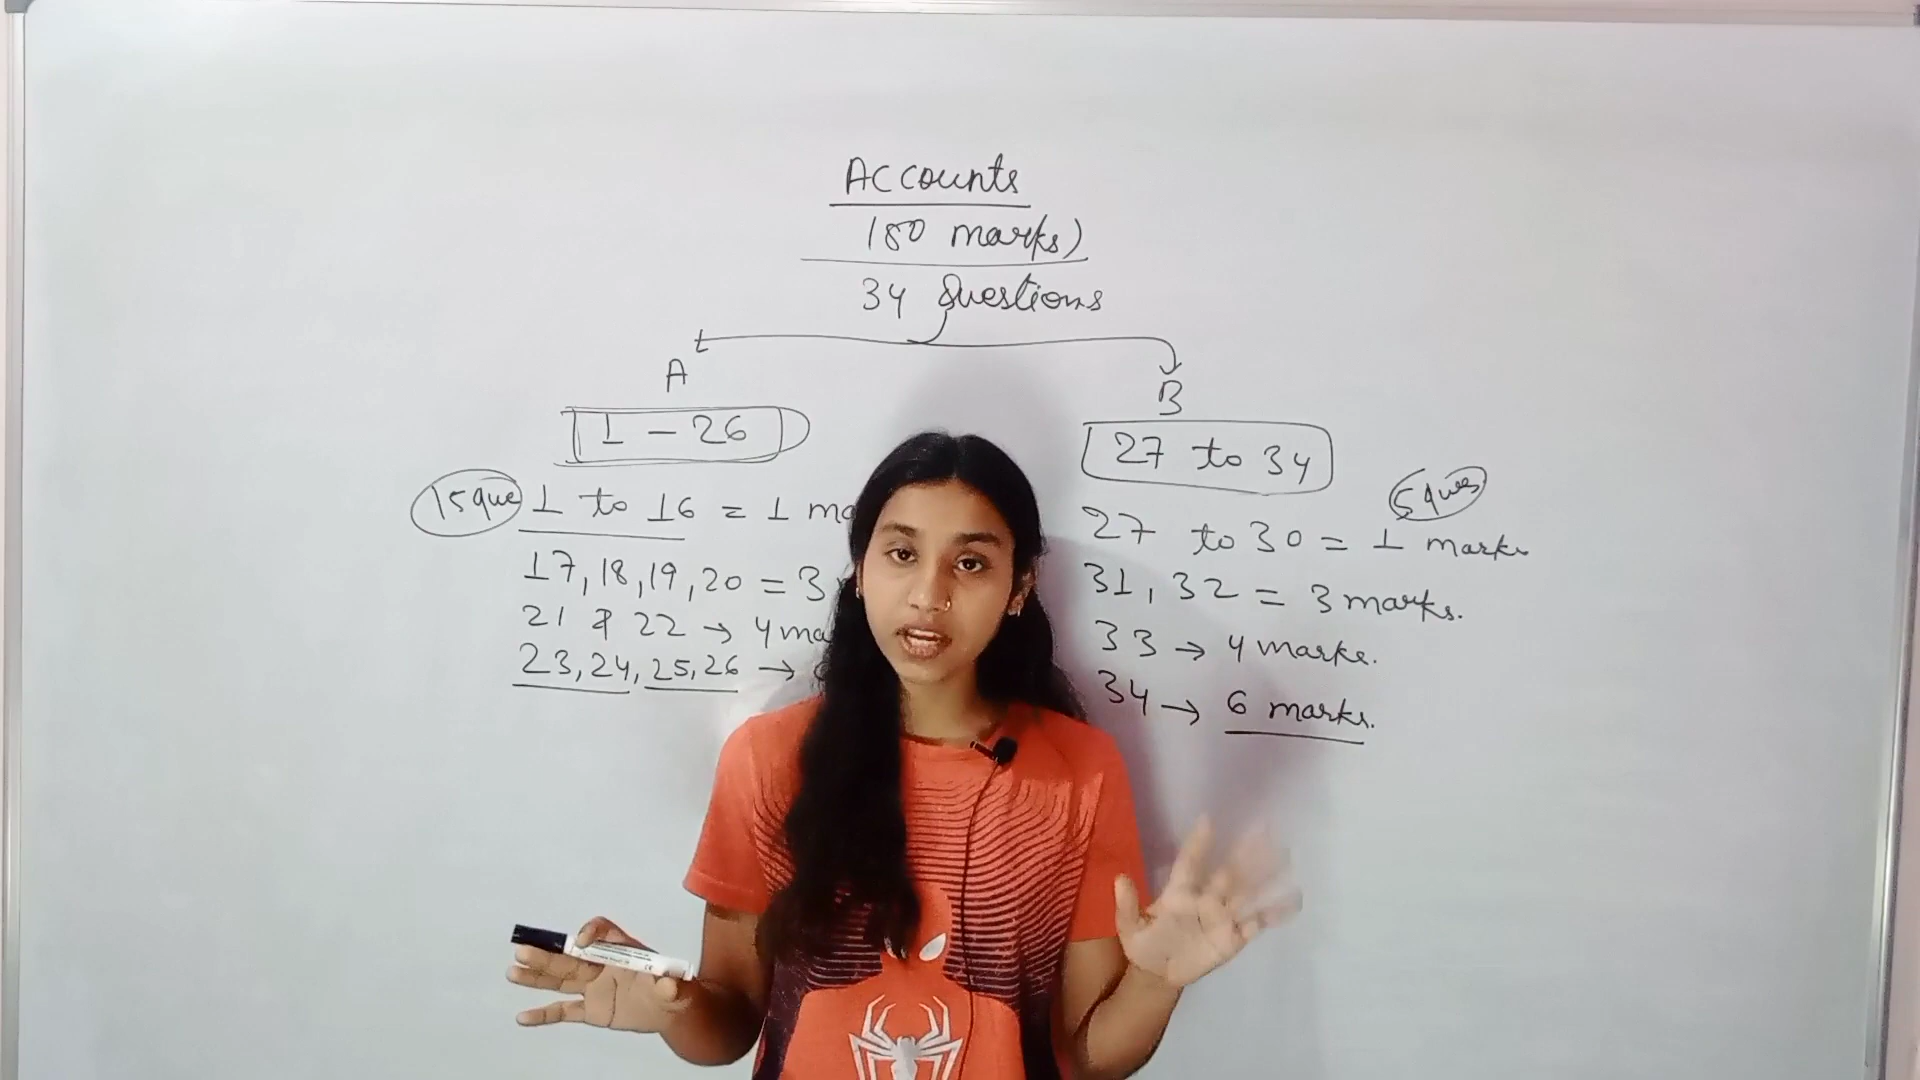 Accounts
(80 marks)
34 Questions
A
B
1 - 26
27 to 34
15 que 1 to 16 = 1 ma
17, 18, 19, 20 = 3
21 & 22 → 4 ma
23, 24, 25, 26 →
5 ques
27 to 30 = 1 marks
31, 32 = 3 marks.
33 → 4 marks.
34 → 6 marks.